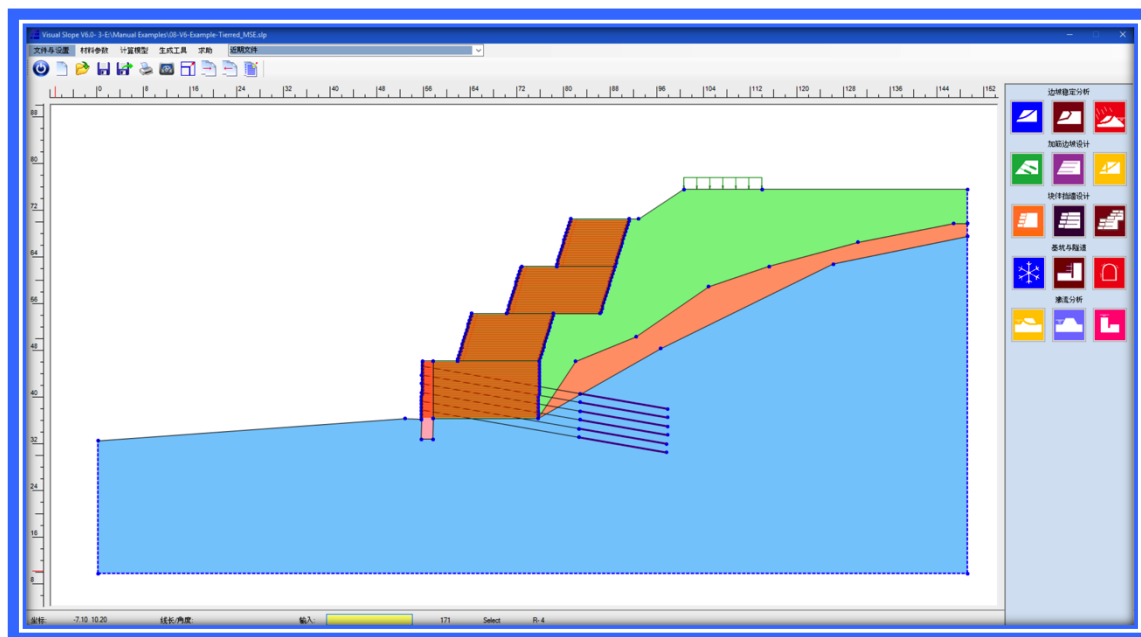 Visual Slope V6.0- 3-E:\Manual Examples\08-V6-Example-Tierred_MSE.slp
文件与设置 材料参数 计算模型 生成工具 求助 近期文件
0 8 16 24 32 40 48 56 64 72 80 88 96 104 112 120 128 136 144 152
88
80
72
64
56
48
40
32
24
16
8
边坡稳定分析
加筋边坡设计
块体挡墙设计
基坑与隧道
渗流分析
坐标: -7.10 10.20 线长/角度: 输入: 171 Select R- 4